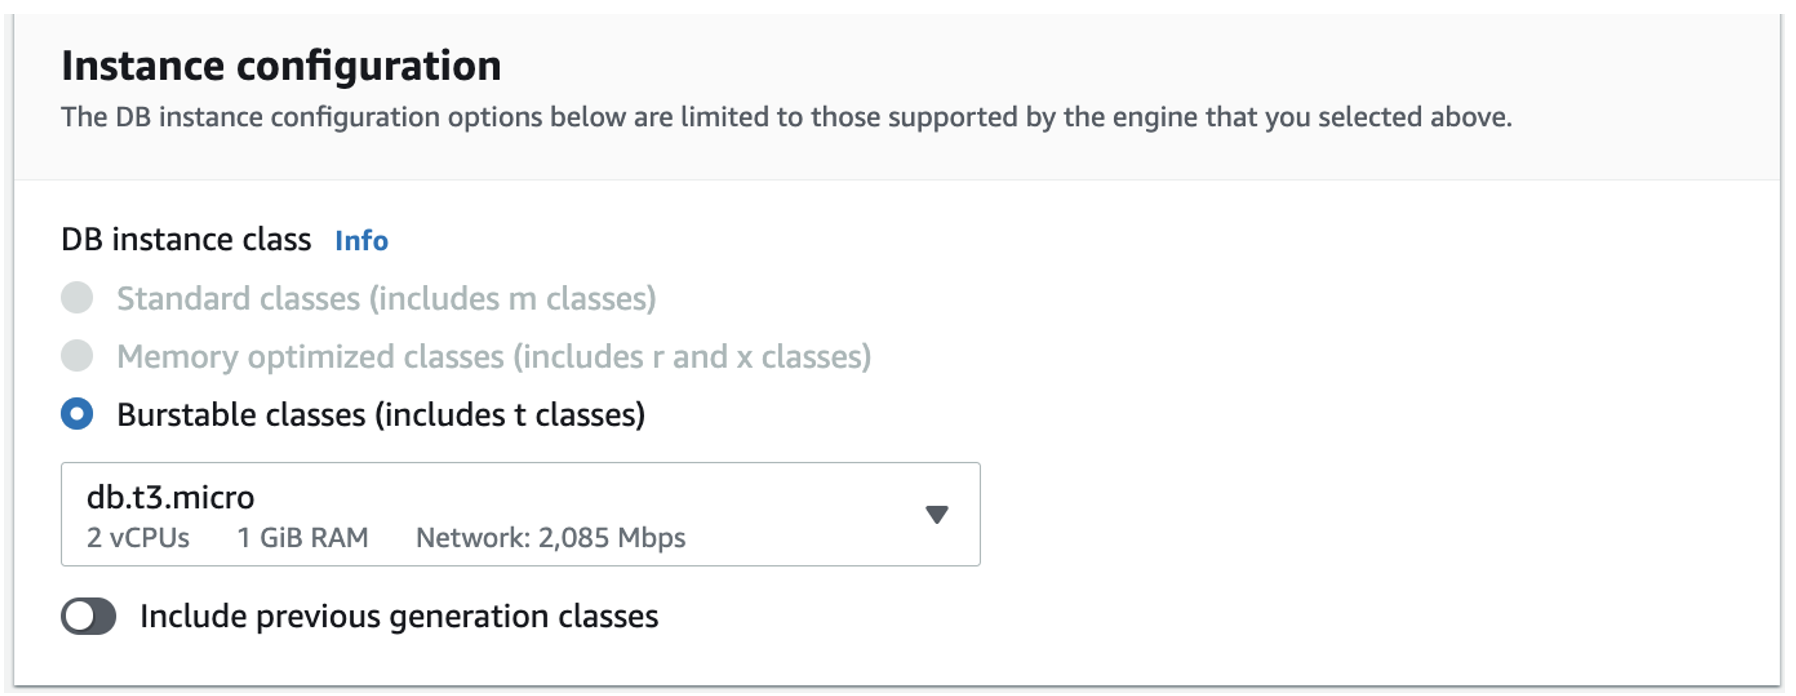 Instance configuration
The DB instance configuration options below are limited to those supported by the engine that you selected above.
DB instance class Info
Standard classes (includes m classes)
Memory optimized classes (includes r and x classes)
Burstable classes (includes t classes)
db.t3.micro
2 vCPUs 1 GiB RAM Network: 2,085 Mbps
Include previous generation classes